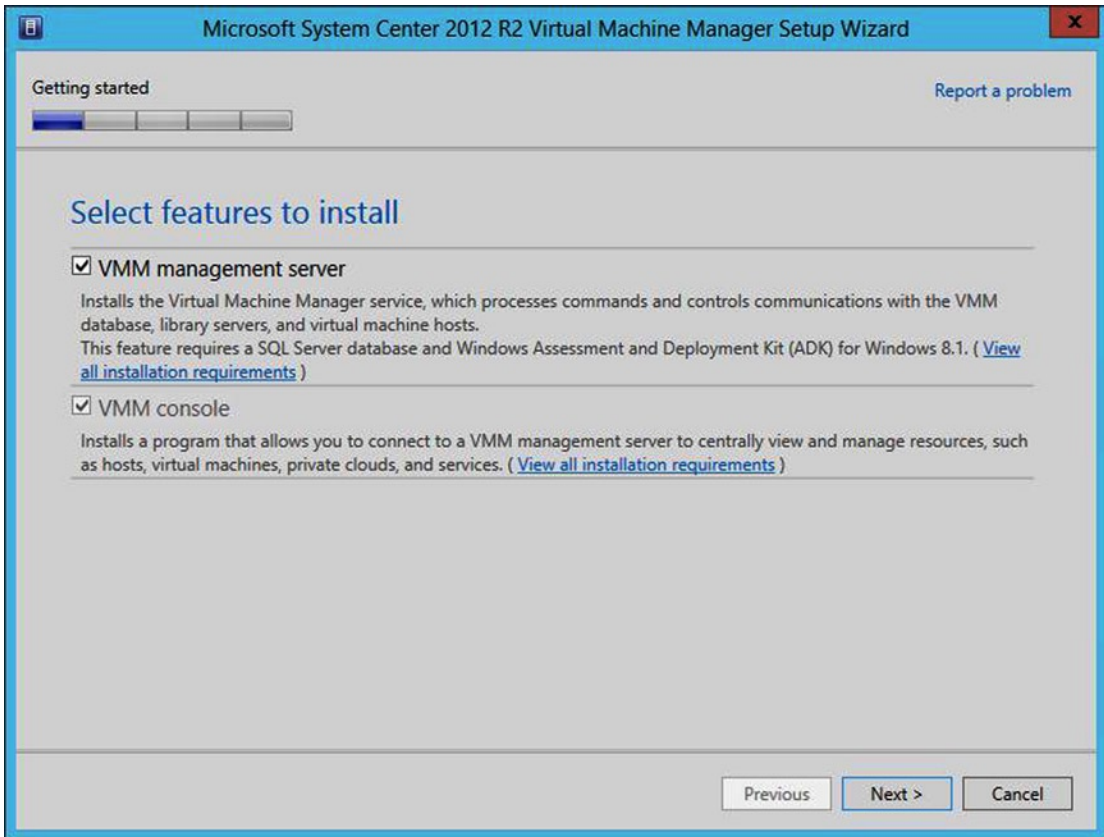 Microsoft System Center 2012 R2 Virtual Machine Manager Setup Wizard
x
Getting started
Report a problem
Select features to install
VMM management server
Installs the Virtual Machine Manager service, which processes commands and controls communications with the VMM
database, library servers, and virtual machine hosts.
This feature requires a SQL Server database and Windows Assessment and Deployment Kit (ADK) for Windows 8.1. ( View
all installation requirements )
VMM console
Installs a program that allows you to connect to a VMM management server to centrally view and manage resources, such
as hosts, virtual machines, private clouds, and services. ( View all installation requirements )
Previous
Next >
Cancel